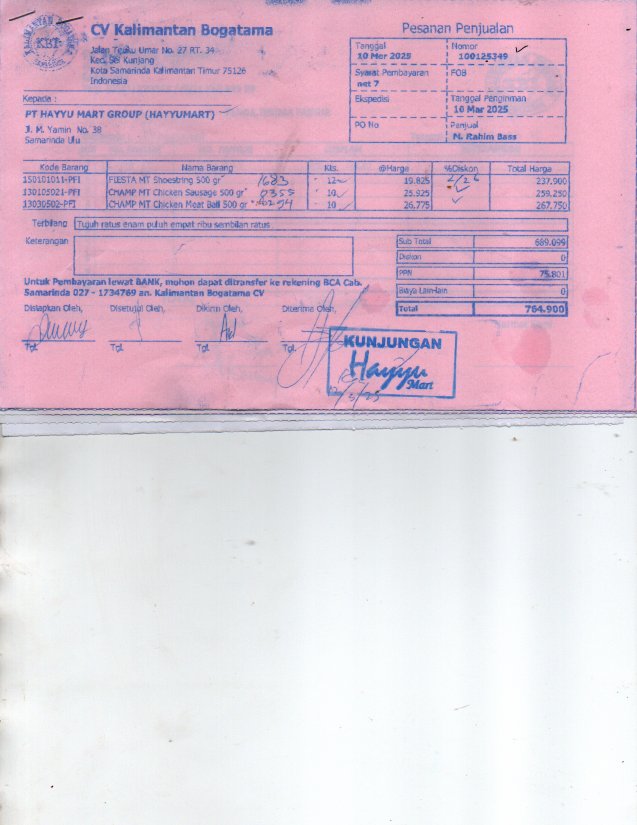 CV Kalimantan Bogatama
Jalan Teuku Umar No. 27 RT. 34
Kec. Sei Kunjang
Kota Samarinda Kalimantan Timur 75126
Indonesia
Pesanan Penjualan
Tanggal
10 Mar 2025
Nomor
100125349
Syarat Pembayaran
net 7
FOB
Ekspedisi
Tanggal Pengiriman
10 Mar 2025
PO No
Penjual
M. Rahim Bass
Kepada :
PT HAYYU MART GROUP (HAYYUMART)
Jl. M. Yamin No. 38
Samarinda Ulu
Kode Barang Nama Barang Kts. @Harga %Diskon Total Harga
150101011-PFI FIESTA MT Shoestring 500 gr 1683 12 19.825 237.900
130105021-PFI CHAMP MT Chicken Sausage 500 gr 0355 10 25.925 259.250
13030502-PFI CHAMP MT Chicken Meat Ball 500 gr 10 26.775 267.750
Terbilang Tujuh ratus enam puluh empat ribu sembilan ratus
Keterangan
Sub Total 689.099
Diskon 0
PPN 75.801
Biaya Lain-lain 0
Total 764.900
Untuk Pembayaran lewat BANK, mohon dapat ditransfer ke rekening BCA Cab.
Samarinda 027 - 1734769 an. Kalimantan Bogatama CV
Disiapkan Oleh, Disetujui Oleh, Dikirim Oleh, Diterima Oleh,
Tgl. Tgl. Tgl. Tgl.
KUNJUNGAN
Hayyu
Mart